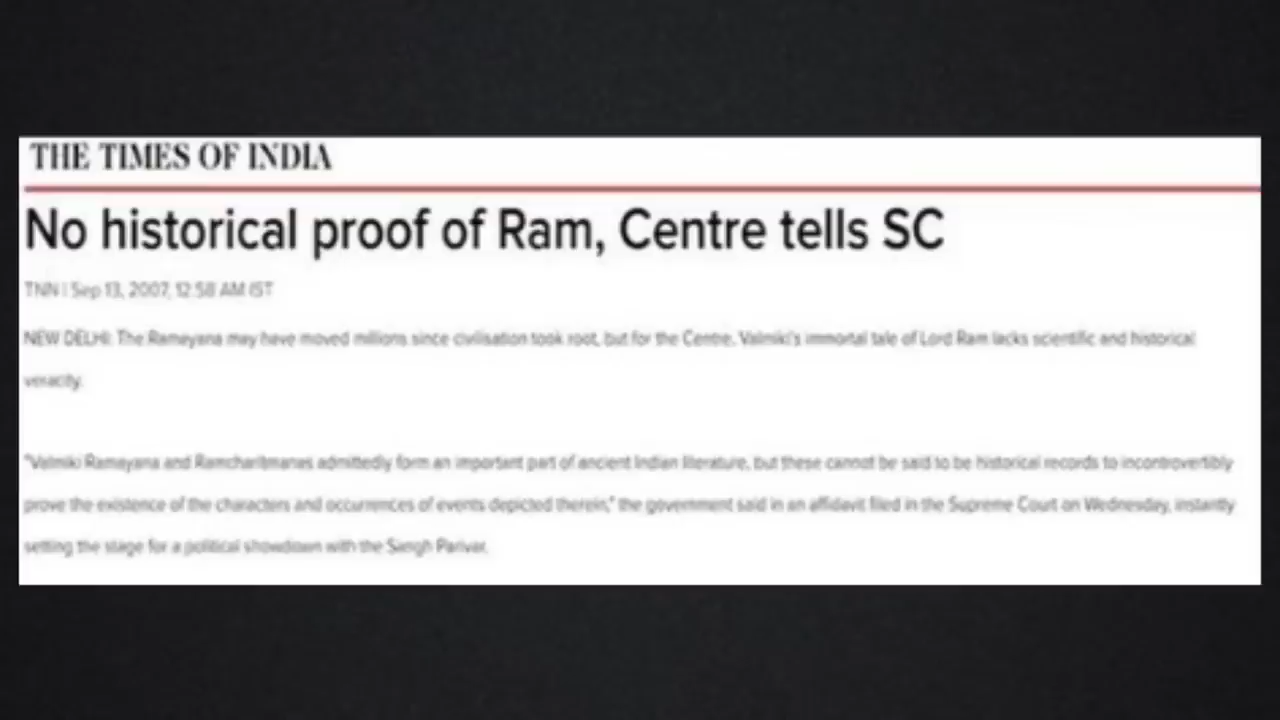 THE TIMES OF INDIA
No historical proof of Ram, Centre tells SC
TNN | Sep 13, 2007, 12:58 AM IST
NEW DELHI: The Ramayana may have moved millions since civilisation took root, but for the Centre, Valmiki's immortal tale of Lord Ram lacks scientific and historical
veracity.
"Valmiki Ramayana and Ramcharitmanas admittedly form an important part of ancient Indian literature, but these cannot be said to be historical records to incontrovertibly
prove the existence of the characters and occurrences of events depicted therein," the government said in an affidavit filed in the Supreme Court on Wednesday, instantly
setting the stage for a political showdown with the Sangh Parivar.